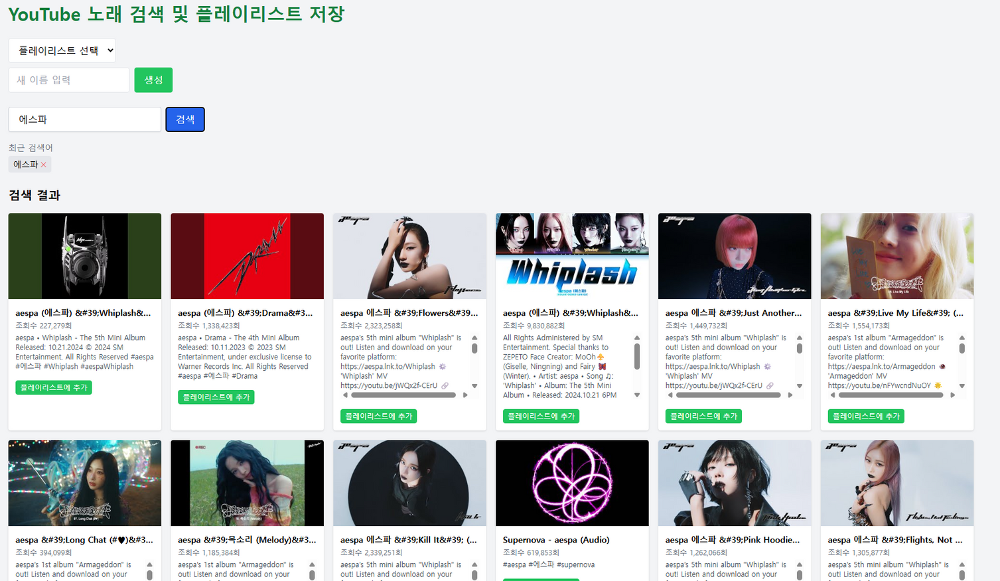 YouTube 노래 검색 및 플레이리스트 저장
플레이리스트 선택
새 이름 입력
생성
에스파
검색
최근 검색어
에스파
검색 결과
aespa (에스파) &#39;Whiplash&...
조회수 227,279회
aespa • Whiplash - The 5th Mini Album
Released: 10.21.2024 © 2024 SM
Entertainment. All Rights Reserved #aespa
#에스파 #Whiplash #aespaWhiplash
플레이리스트에 추가
aespa (에스파) &#39;Drama&#3...
조회수 1,338,423회
aespa • Drama - The 4th Mini Album
Released: 10.11.2023 © 2023 SM
Entertainment, under exclusive license to
Warner Records Inc. All Rights Reserved
#aespa #에스파 #Drama
플레이리스트에 추가
aespa 에스파 &#39;Flowers&#39...
조회수 2,323,258회
aespa's 5th mini album "Whiplash" is
out! Listen and download on your
favorite platform:
https://aespa.lnk.to/Whiplash ⚙️
'Whiplash' MV
https://youtu.be/jWQx2f-CErU 🔗
플레이리스트에 추가
Whiplash
aespa (에스파)
aespa (에스파) &#39;Whiplash&...
조회수 9,830,882회
All Rights Administered by SM
Entertainment. Special thanks to
ZEPETO Face Creator: MoOh⚜️
(Giselle, Ningning) and Fairy 🦋
(Winter). • Artist: aespa • Song ♫:
'Whiplash' • Album: The 5th Mini
Album • Released: 2024.10.21 6PM
플레이리스트에 추가
aespa 에스파 &#39;Just Another...
조회수 1,449,732회
aespa's 5th mini album "Whiplash" is
out! Listen and download on your
favorite platform:
https://aespa.lnk.to/Whiplash ⚙️
'Whiplash' MV
https://youtu.be/jWQx2f-CErU 🔗
플레이리스트에 추가
aespa &#39;Live My Life&#39; (...
조회수 1,554,173회
aespa's 1st album "Armageddon" is
out! Listen and download on your
favorite platform:
https://aespa.lnk.to/Armageddon 👁️
'Armageddon' MV
https://youtu.be/nFYwcndNuOY ☀️
플레이리스트에 추가
aespa &#39;Long Chat (#♥)&#3...
조회수 394,099회
aespa's 1st album "Armageddon" is
out! Listen and download on your
aespa &#39;목소리 (Melody)&#3...
조회수 1,185,384회
aespa's 1st album "Armageddon" is
out! Listen and download on your
aespa 에스파 &#39;Kill It&#39; (...
조회수 2,339,251회
aespa's 5th mini album "Whiplash" is
out! Listen and download on your
Supernova - aespa (Audio)
조회수 619,853회
#aespa #에스파 #supernova
aespa 에스파 &#39;Pink Hoodie...
조회수 1,262,066회
aespa's 5th mini album "Whiplash" is
out! Listen and download on your
aespa 에스파 &#39;Flights, Not ...
조회수 1,305,877회
aespa's 5th mini album "Whiplash" is
out! Listen and download on your